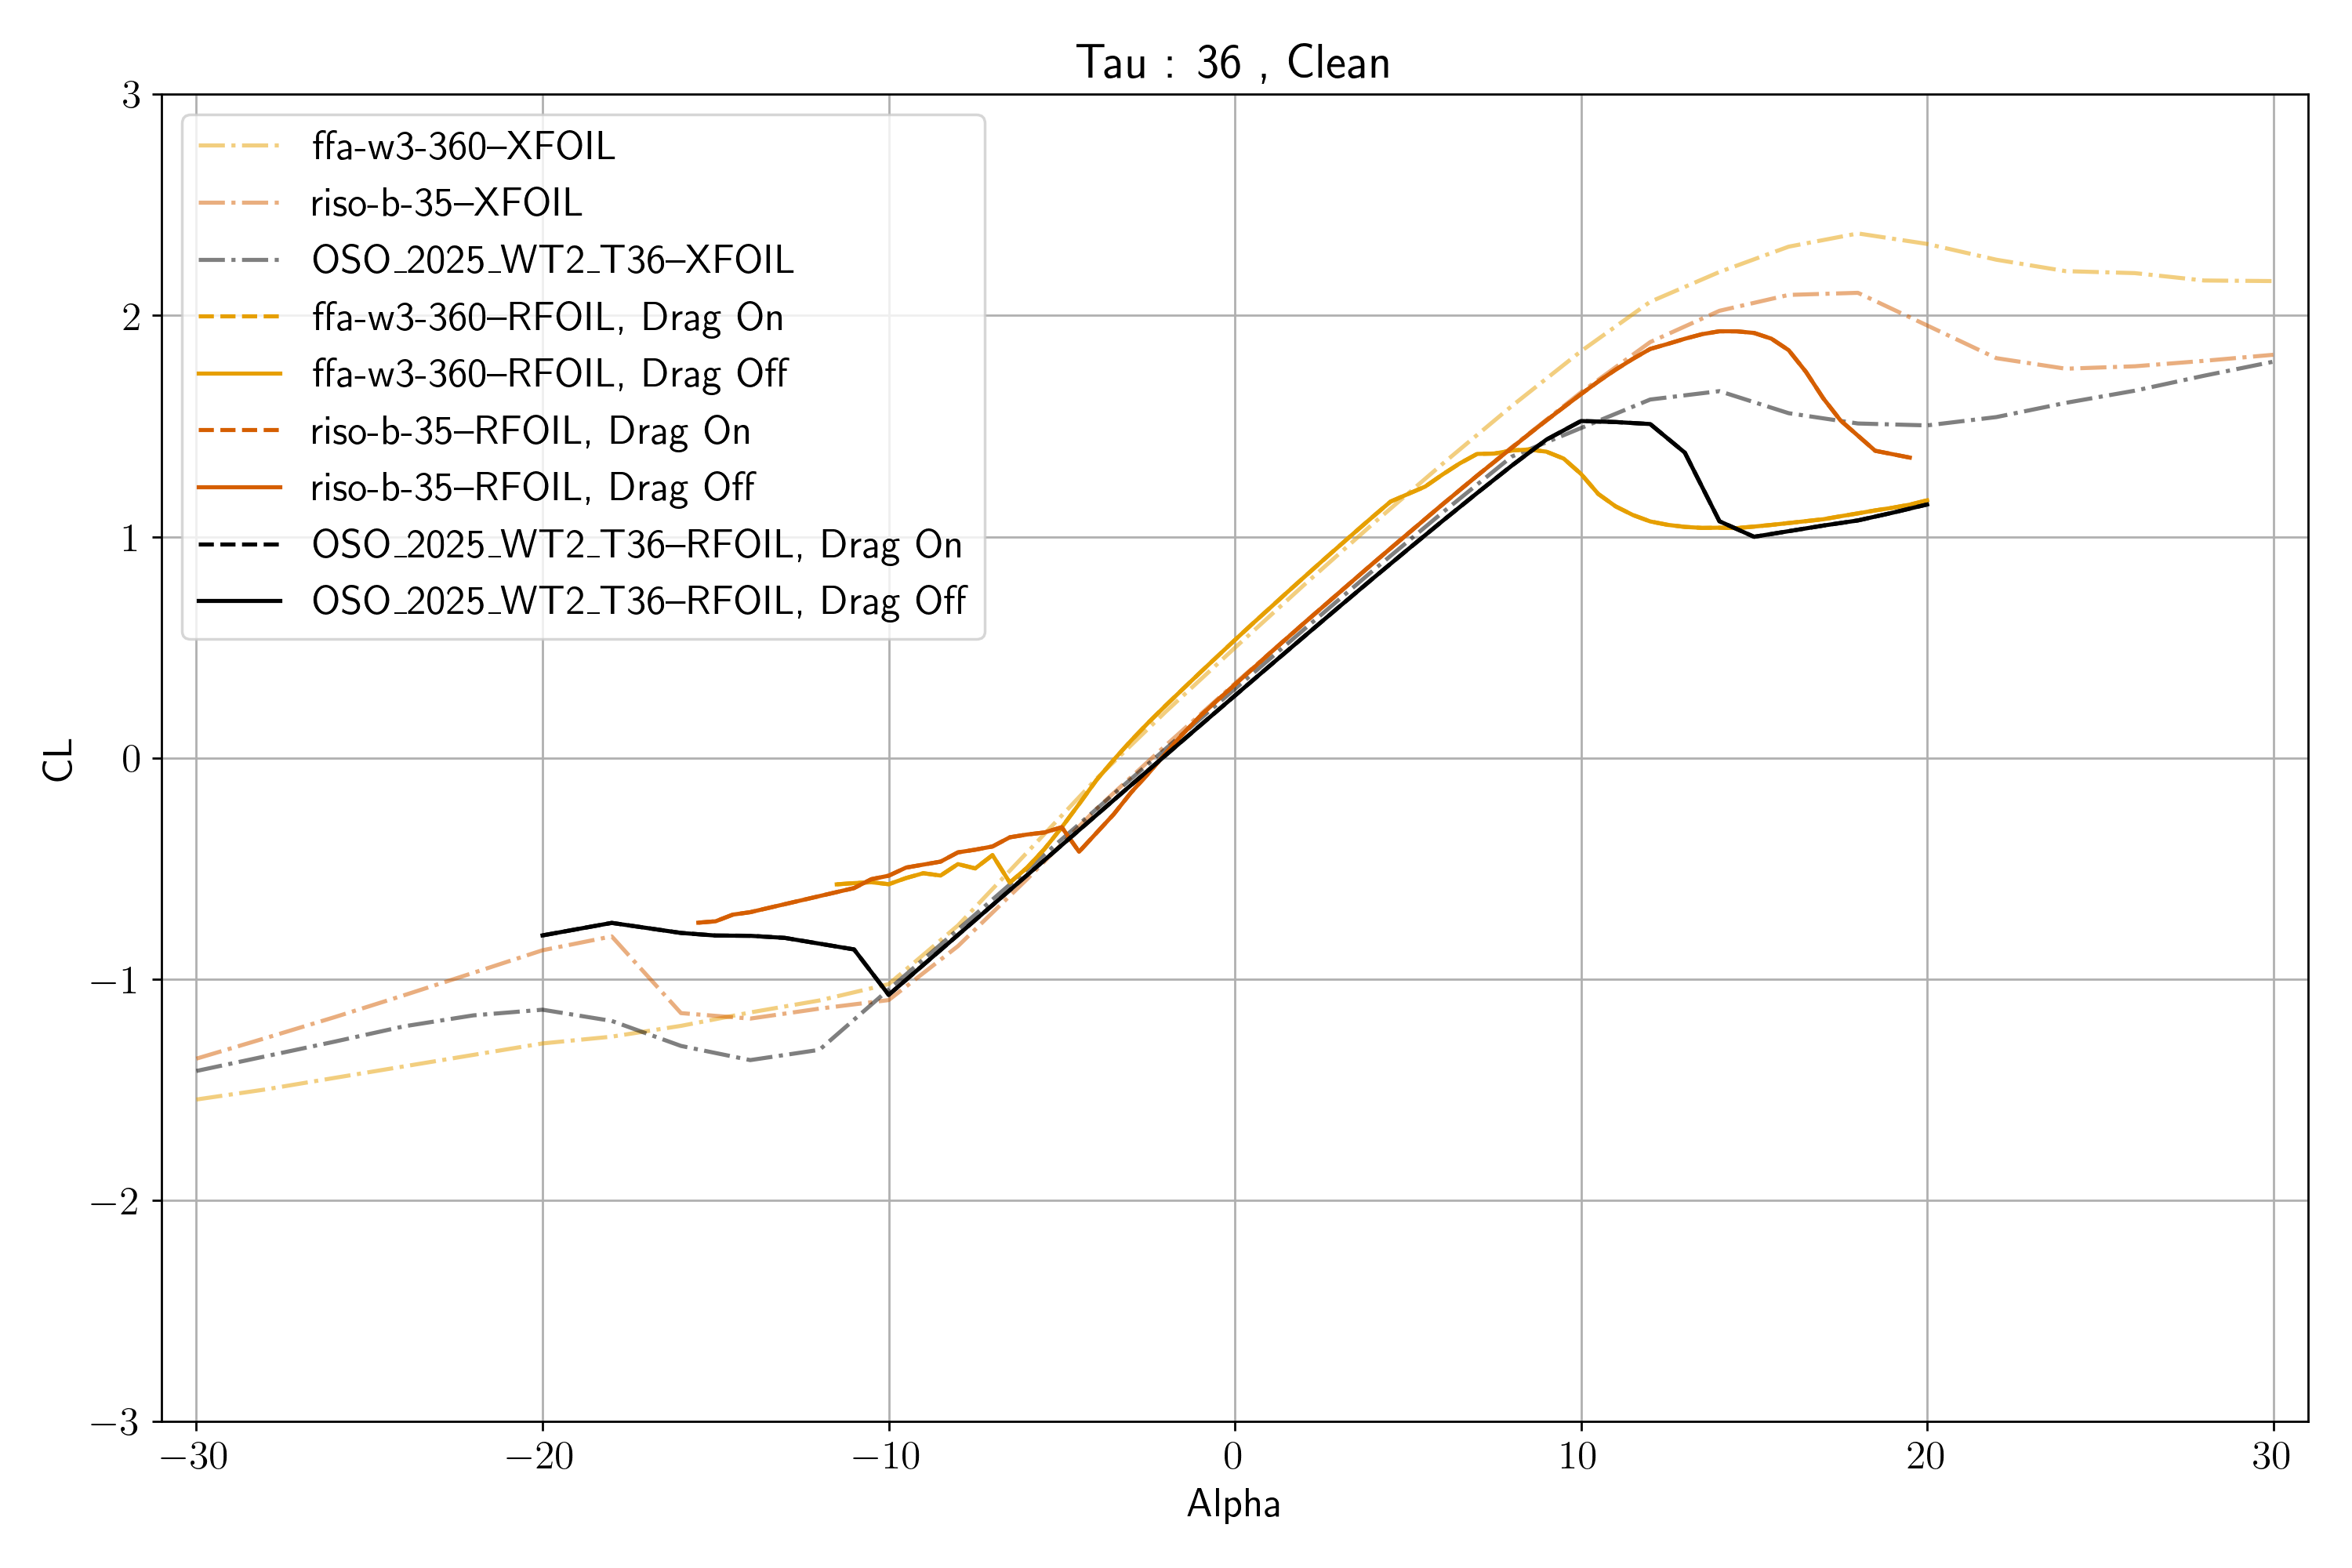 Tau : 36 , Clean
ffa-w3-360–XFOIL
riso-b-35–XFOIL
OSO_2025_WT2_T36–XFOIL
ffa-w3-360–RFOIL, Drag On
ffa-w3-360–RFOIL, Drag Off
riso-b-35–RFOIL, Drag On
riso-b-35–RFOIL, Drag Off
OSO_2025_WT2_T36–RFOIL, Drag On
OSO_2025_WT2_T36–RFOIL, Drag Off
3
2
1
0
−1
−2
−3
CL
−30 −20 −10 0 10 20 30
Alpha